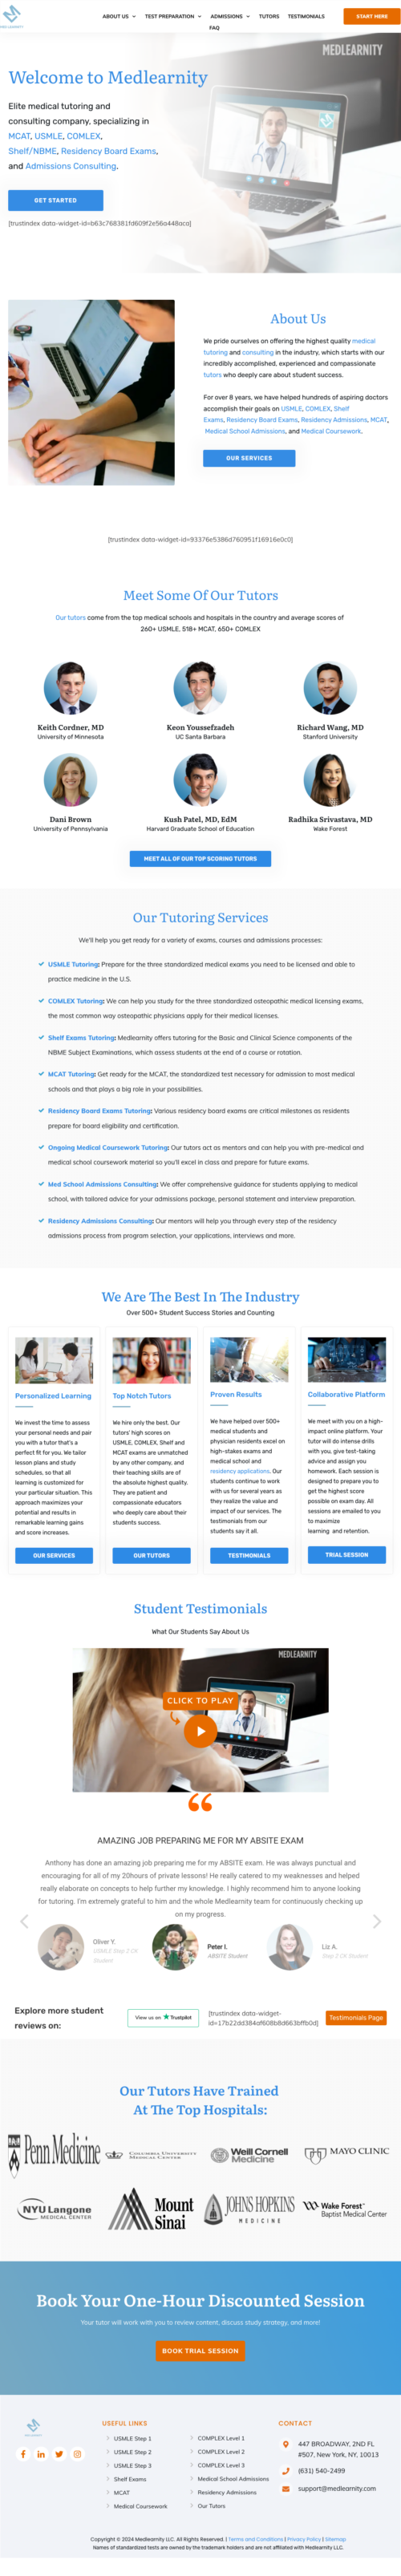 ABOUT US TEST PREPARATION ADMISSIONS TUTORS TESTIMONIALS START HERE
FAQ
MEDLEARNITY
Welcome to Medlearnity
Elite medical tutoring and
consulting company, specializing in
MCAT, USMLE, COMLEX,
Shelf/NBME, Residency Board Exams,
and Admissions Consulting.
GET STARTED
[trustindex data-widget-id=b63c768381fd609f2e56a448aca]
About Us
We pride ourselves on offering the highest quality medical
tutoring and consulting in the industry, which starts with our
incredibly accomplished, experienced and compassionate
tutors who deeply care about student success.
For over 8 years, we have helped hundreds of aspiring doctors
accomplish their goals on USMLE, COMLEX, Shelf
Exams, Residency Board Exams, Residency Admissions, MCAT,
Medical School Admissions, and Medical Coursework.
OUR SERVICES
[trustindex data-widget-id=93376e5386d760951f16916e0c0]
Meet Some Of Our Tutors
Our tutors come from the top medical schools and hospitals in the country and average scores of
260+ USMLE, 518+ MCAT, 650+ COMLEX
Keith Cordner, MD
University of Minnesota
Keon Youssefzadeh
UC Santa Barbara
Richard Wang, MD
Stanford University
Dani Brown
University of Pennsylvania
Kush Patel, MD, EdM
Harvard Graduate School of Education
Radhika Srivastava, MD
Wake Forest
MEET ALL OF OUR TOP SCORING TUTORS
Our Tutoring Services
We'll help you get ready for a variety of exams, courses and admissions processes:
USMLE Tutoring: Prepare for the three standardized medical exams you need to be licensed and able to
practice medicine in the U.S.
COMLEX Tutoring: We can help you study for the three standardized osteopathic medical licensing exams,
the most common way osteopathic physicians apply for their medical licenses.
Shelf Exams Tutoring: Medlearnity offers tutoring for the Basic and Clinical Science components of the
NBME Subject Examinations, which assess students at the end of a course or rotation.
MCAT Tutoring: Get ready for the MCAT, the standardized test necessary for admission to most medical
schools and that plays a big role in your possibilities.
Residency Board Exams Tutoring: Various residency board exams are critical milestones as residents
prepare for board eligibility and certification.
Ongoing Medical Coursework Tutoring: Our tutors act as mentors and can help you with pre-medical and
medical school coursework material so you'll excel in class and prepare for future exams.
Med School Admissions Consulting: We offer comprehensive guidance for students applying to medical
school, with tailored advice for your admissions package, personal statement and interview preparation.
Residency Admissions Consulting: Our mentors will help you through every step of the residency
admissions process from program selection, your applications, interviews and more.
We Are The Best In The Industry
Over 500+ Student Success Stories and Counting
Personalized Learning
We invest the time to assess
your personal needs and pair
you with a tutor that's a
perfect fit for you. We tailor
lesson plans and study
schedules, so that all
learning is customized for
your particular situation. This
approach maximizes your
potential and results in
remarkable learning gains
and score increases.
OUR SERVICES
Top Notch Tutors
We hire only the best. Our
tutors' high scores on
USMLE, COMLEX, Shelf and
MCAT exams are unmatched
by any other company, and
their teaching skills are of
the absolute highest quality.
They are patient and
compassionate educators
who deeply care about their
students success.
OUR TUTORS
Proven Results
We have helped over 500+
medical students and
physician residents excel on
high-stakes exams and
medical school and
residency applications. Our
students continue to work
with us for several years as
they realize the value and
impact of our services. The
testimonials from our
students say it all.
TESTIMONIALS
Collaborative Platform
We meet with you on a high-
impact online platform. Your
tutor will do intense drills
with you, give test-taking
advice and assign you
homework. Each session is
designed to prepare you to
get the highest score
possible on exam day. All
sessions are emailed to you
to maximize
learning and retention.
TRIAL SESSION
Student Testimonials
What Our Students Say About Us
MEDLEARNITY
CLICK TO PLAY
AMAZING JOB PREPARING ME FOR MY ABSITE EXAM
Anthony has done an amazing job preparing me for my ABSITE exam. He was always punctual and
encouraging for all of my 20hours of private lessons! He really catered to my weaknesses and helped
really elaborate on concepts to help further my knowledge. I highly recommend him to anyone looking
for tutoring. I'm extremely grateful to him and the whole Medlearnity team for continuously checking up
on my progress.
Oliver Y.
USMLE Step 2 CK
Student
Peter I.
ABSITE Student
Liz A.
Step 2 CK Student
Explore more student
reviews on:
View us on Trustpilot
[trustindex data-widget-
id=17b22dd384af608b8d663bffb0d]
Testimonials Page
Our Tutors Have Trained
At The Top Hospitals:
Penn Medicine
COLUMBIA UNIVERSITY
MEDICAL CENTER
Weill Cornell
Medicine
MAYO CLINIC
NYU Langone
MEDICAL CENTER
Mount
Sinai
JOHNS HOPKINS
MEDICINE
Wake Forest
Baptist Medical Center
Book Your One-Hour Discounted Session
Your tutor will work with you to review content, discuss study strategy, and more!
BOOK TRIAL SESSION
USEFUL LINKS
USMLE Step 1
USMLE Step 2
USMLE Step 3
Shelf Exams
MCAT
Medical Coursework
COMPLEX Level 1
COMPLEX Level 2
COMPLEX Level 3
Medical School Admissions
Residency Admissions
Our Tutors
CONTACT
447 BROADWAY, 2ND FL
#507, New York, NY, 10013
(631) 540-2499
support@medlearnity.com
Copyright © 2024 Medlearnity LLC. All Rights Reserved. | Terms and Conditions | Privacy Policy | Sitemap
Names of standardized tests are owned by the trademark holders and are not affiliated with Medlearnity LLC.